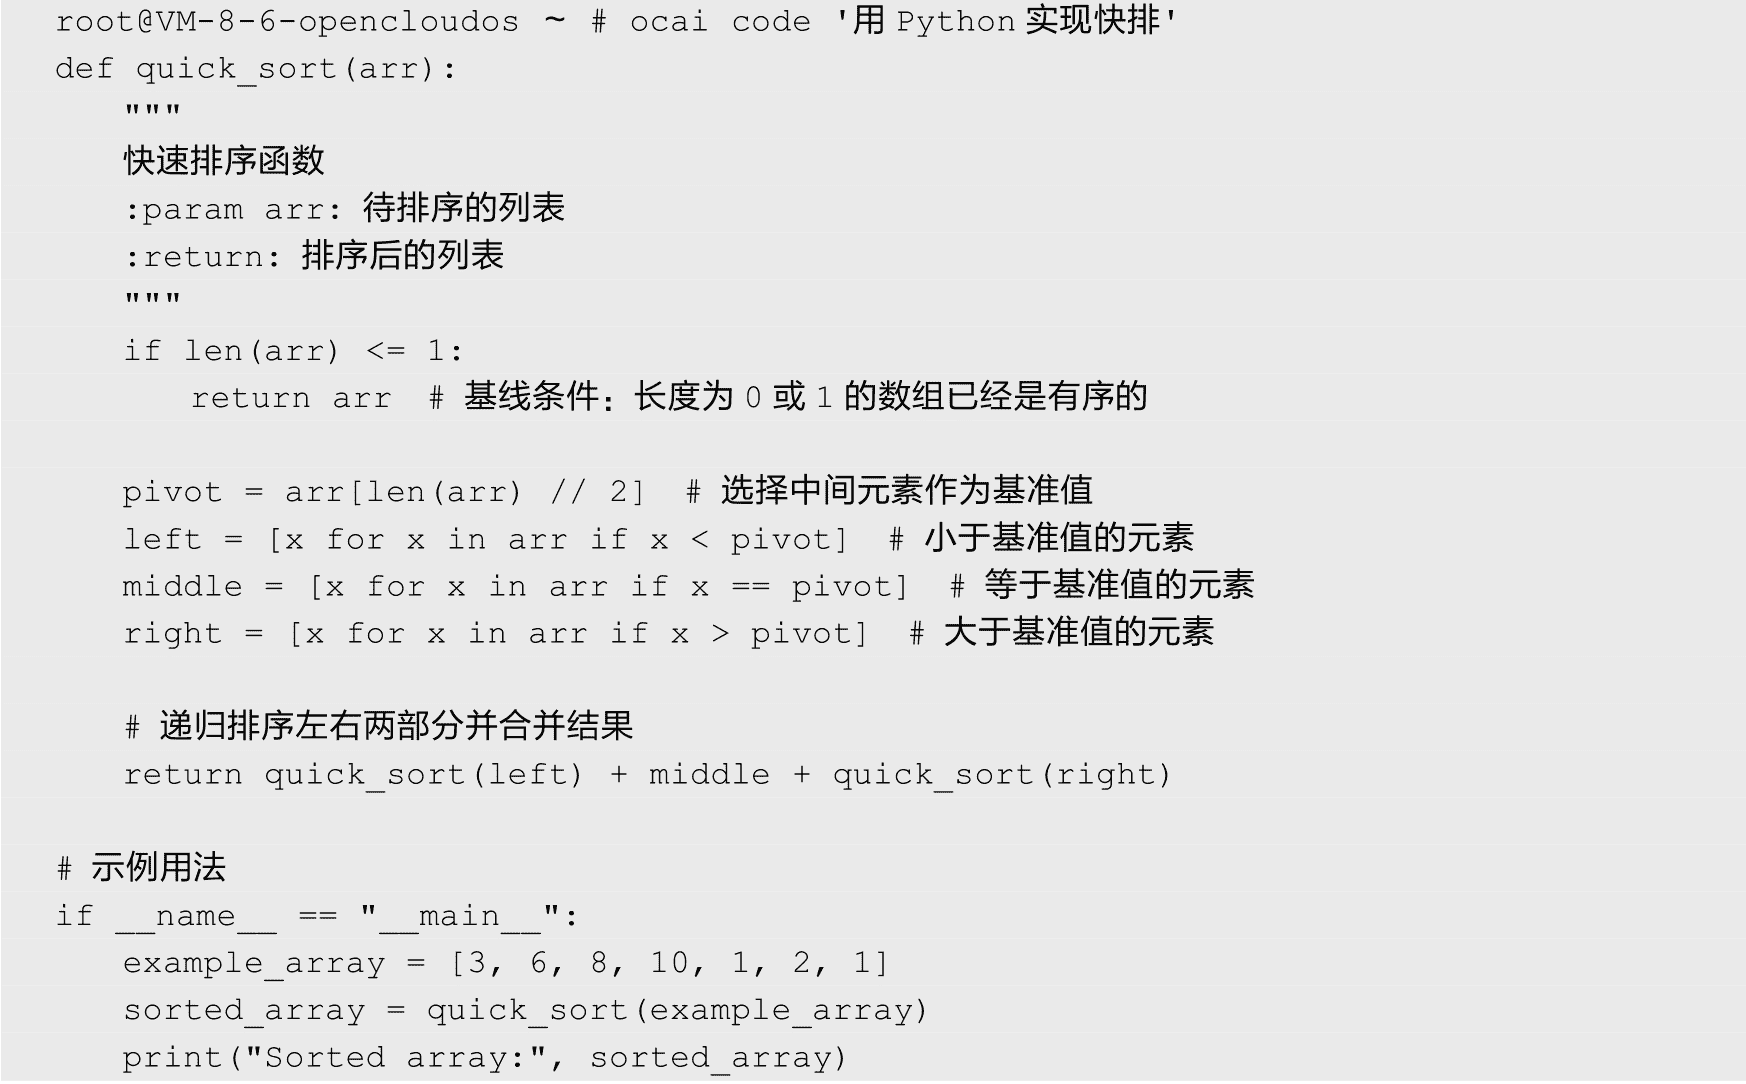 root@VM-8-6-opencloudos ~ # ocai code '用 Python 实现快排'
def quick_sort(arr):
    """
    快速排序函数
    :param arr: 待排序的列表
    :return: 排序后的列表
    """
    if len(arr) <= 1:
        return arr  # 基线条件：长度为 0 或 1 的数组已经是有序的

    pivot = arr[len(arr) // 2]  # 选择中间元素作为基准值
    left = [x for x in arr if x < pivot]  # 小于基准值的元素
    middle = [x for x in arr if x == pivot]  # 等于基准值的元素
    right = [x for x in arr if x > pivot]  # 大于基准值的元素

    # 递归排序左右两部分并合并结果
    return quick_sort(left) + middle + quick_sort(right)

# 示例用法
if __name__ == "__main__":
    example_array = [3, 6, 8, 10, 1, 2, 1]
    sorted_array = quick_sort(example_array)
    print("Sorted array:", sorted_array)